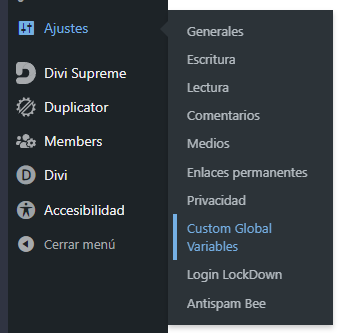 Ajustes
Divi Supreme
Duplicator
Members
Divi
Accesibilidad
Cerrar menú
Generales
Escritura
Lectura
Comentarios
Medios
Enlaces permanentes
Privacidad
Custom Global
Variables
Login LockDown
Antispam Bee